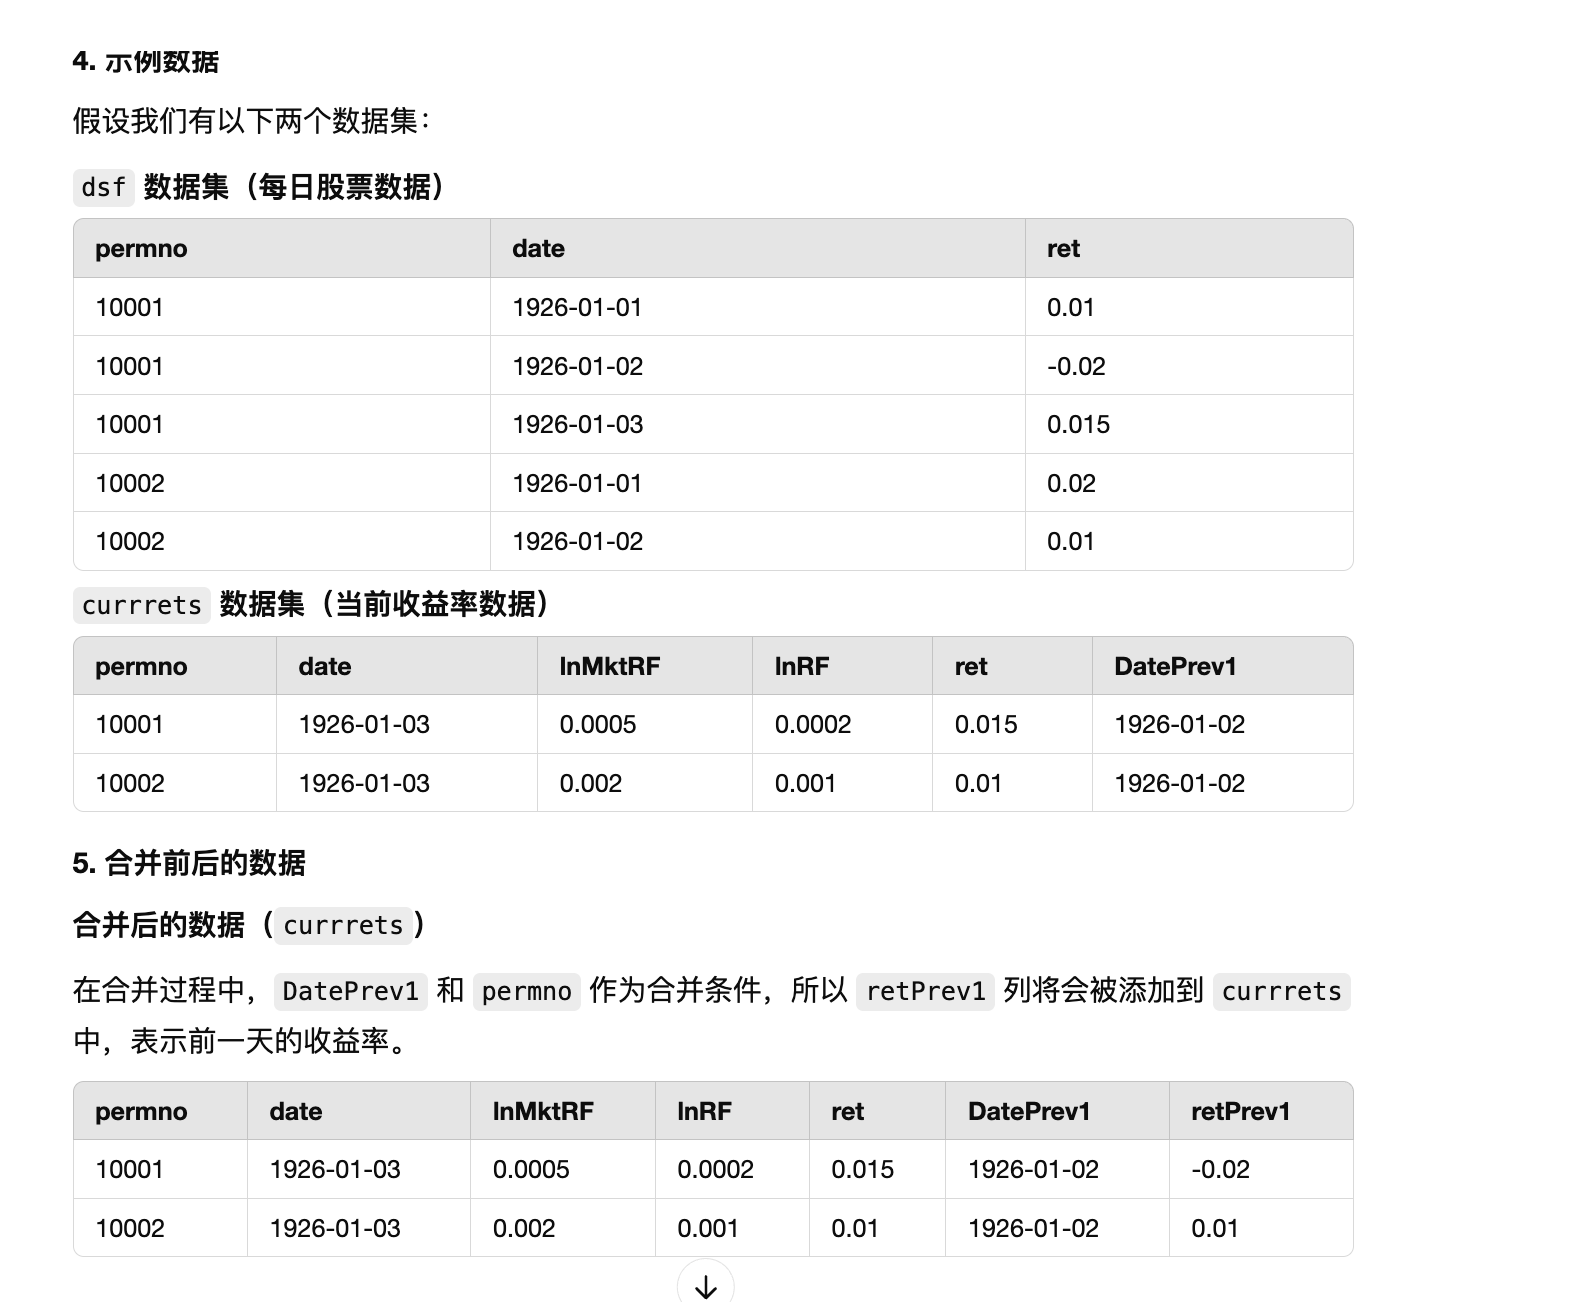 4. 示例数据
假设我们有以下两个数据集：
dsf 数据集（每日股票数据）
permno date ret
10001 1926-01-01 0.01
10001 1926-01-02 -0.02
10001 1926-01-03 0.015
10002 1926-01-01 0.02
10002 1926-01-02 0.01
currrets 数据集（当前收益率数据）
permno date lnMktRF lnRF ret DatePrev1
10001 1926-01-03 0.0005 0.0002 0.015 1926-01-02
10002 1926-01-03 0.002 0.001 0.01 1926-01-02
5. 合并前后的数据
合并后的数据（currrets）
在合并过程中，DatePrev1 和 permno 作为合并条件，所以 retPrev1 列将会被添加到 currrets
中，表示前一天的收益率。
permno date lnMktRF lnRF ret DatePrev1 retPrev1
10001 1926-01-03 0.0005 0.0002 0.015 1926-01-02 -0.02
10002 1926-01-03 0.002 0.001 0.01 1926-01-02 0.01